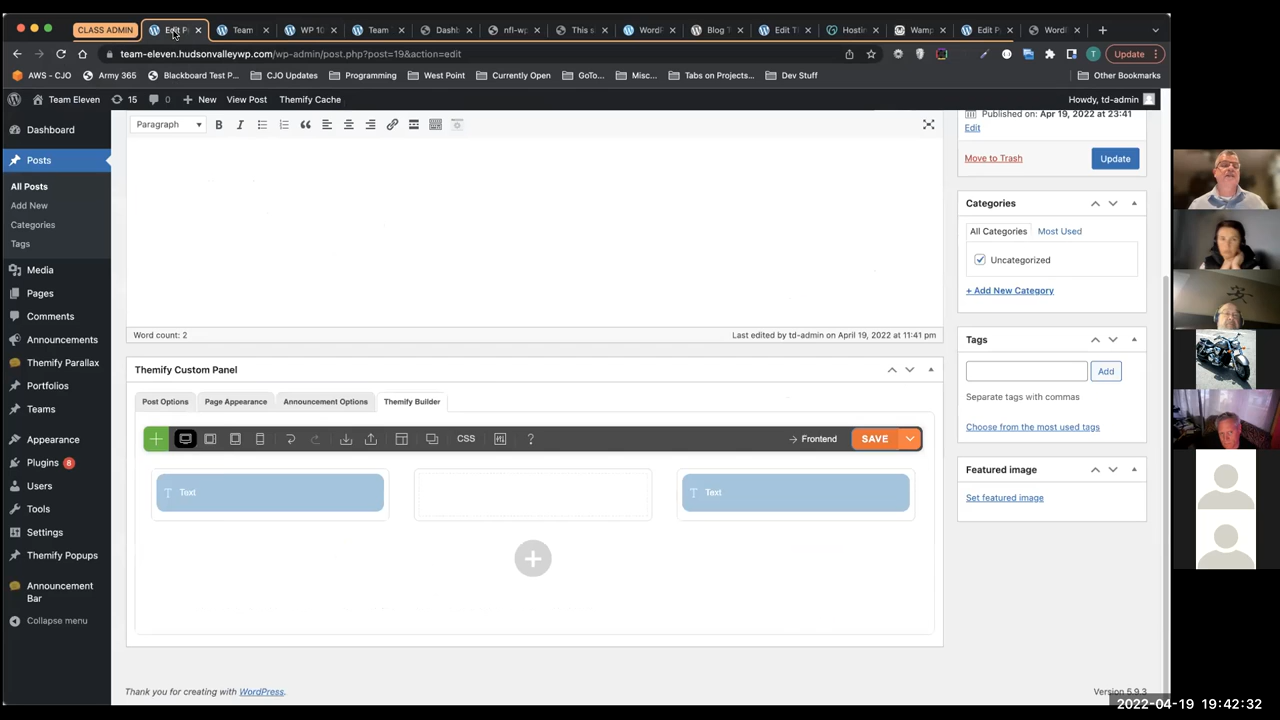 CLASS ADMIN
Edit P
Team
WP 10
Team
Dashb
nfl-wp
This s
WordP
Blog T
Edit T
Hostin
Wamp
Edit P
WordP
team-eleven.hudsonvalleywp.com/wp-admin/post.php?post=19&action=edit
T
Update
AWS - CJO
Army 365
Blackboard Test P...
CJO Updates
Programming
West Point
Currently Open
GoTo...
Misc...
Tabs on Projects...
Dev Stuff
Other Bookmarks
Team Eleven
15
0
New
View Post
Themify Cache
Howdy, td-admin
Dashboard
Posts
All Posts
Add New
Categories
Tags
Media
Pages
Comments
Announcements
Themify Parallax
Portfolios
Teams
Appearance
Plugins 8
Users
Tools
Settings
Themify Popups
Announcement
Bar
Collapse menu
Paragraph
B
I
Word count: 2
Last edited by td-admin on April 19, 2022 at 11:41 pm
Themify Custom Panel
Post Options
Page Appearance
Announcement Options
Themify Builder
CSS
?
Frontend
SAVE
Text
Text
Thank you for creating with WordPress.
Version 5.9.3
Published on: Apr 19, 2022 at 23:41
Edit
Move to Trash
Update
Categories
All Categories
Most Used
Uncategorized
+ Add New Category
Tags
Add
Separate tags with commas
Choose from the most used tags
Featured image
Set featured image
2022-04-19 19:42:32